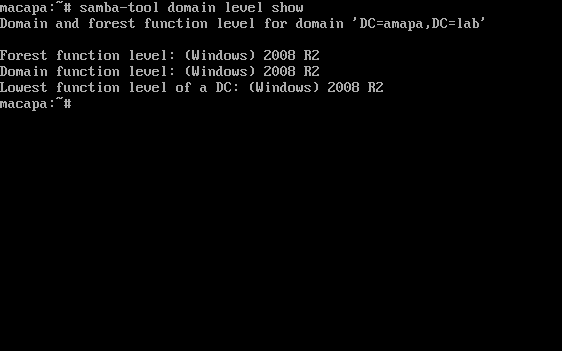 macapa:~# samba-tool domain level show
Domain and forest function level for domain 'DC=amapa,DC=lab'
Forest function level: (Windows) 2008 R2
Domain function level: (Windows) 2008 R2
Lowest function level of a DC: (Windows) 2008 R2
macapa:~#